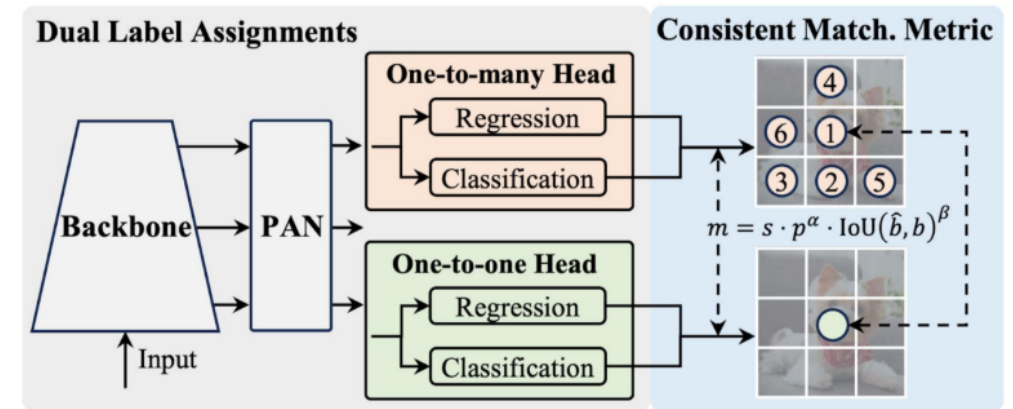 Dual Label Assignments
Consistent Match. Metric
One-to-many Head
Regression
Classification
Backbone
PAN
Input
One-to-one Head
Regression
Classification
4
6 1
3 2 5
m = s · p^α · IoU(b̂, b)^β